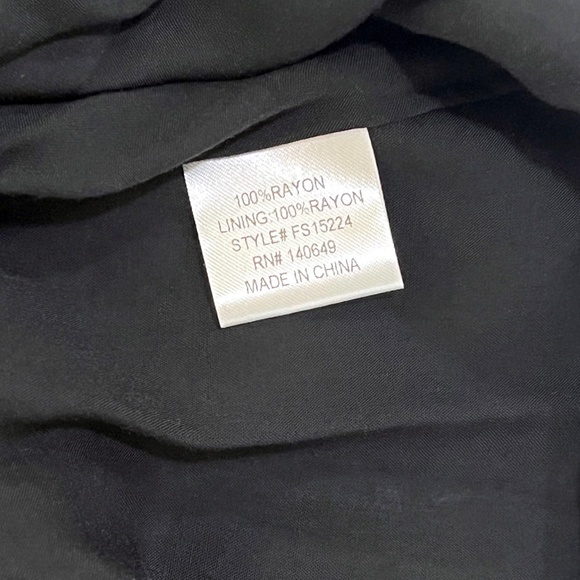 100%RAYON
LINING:100%RAYON
STYLE# FS15224
RN# 140649
MADE IN CHINA